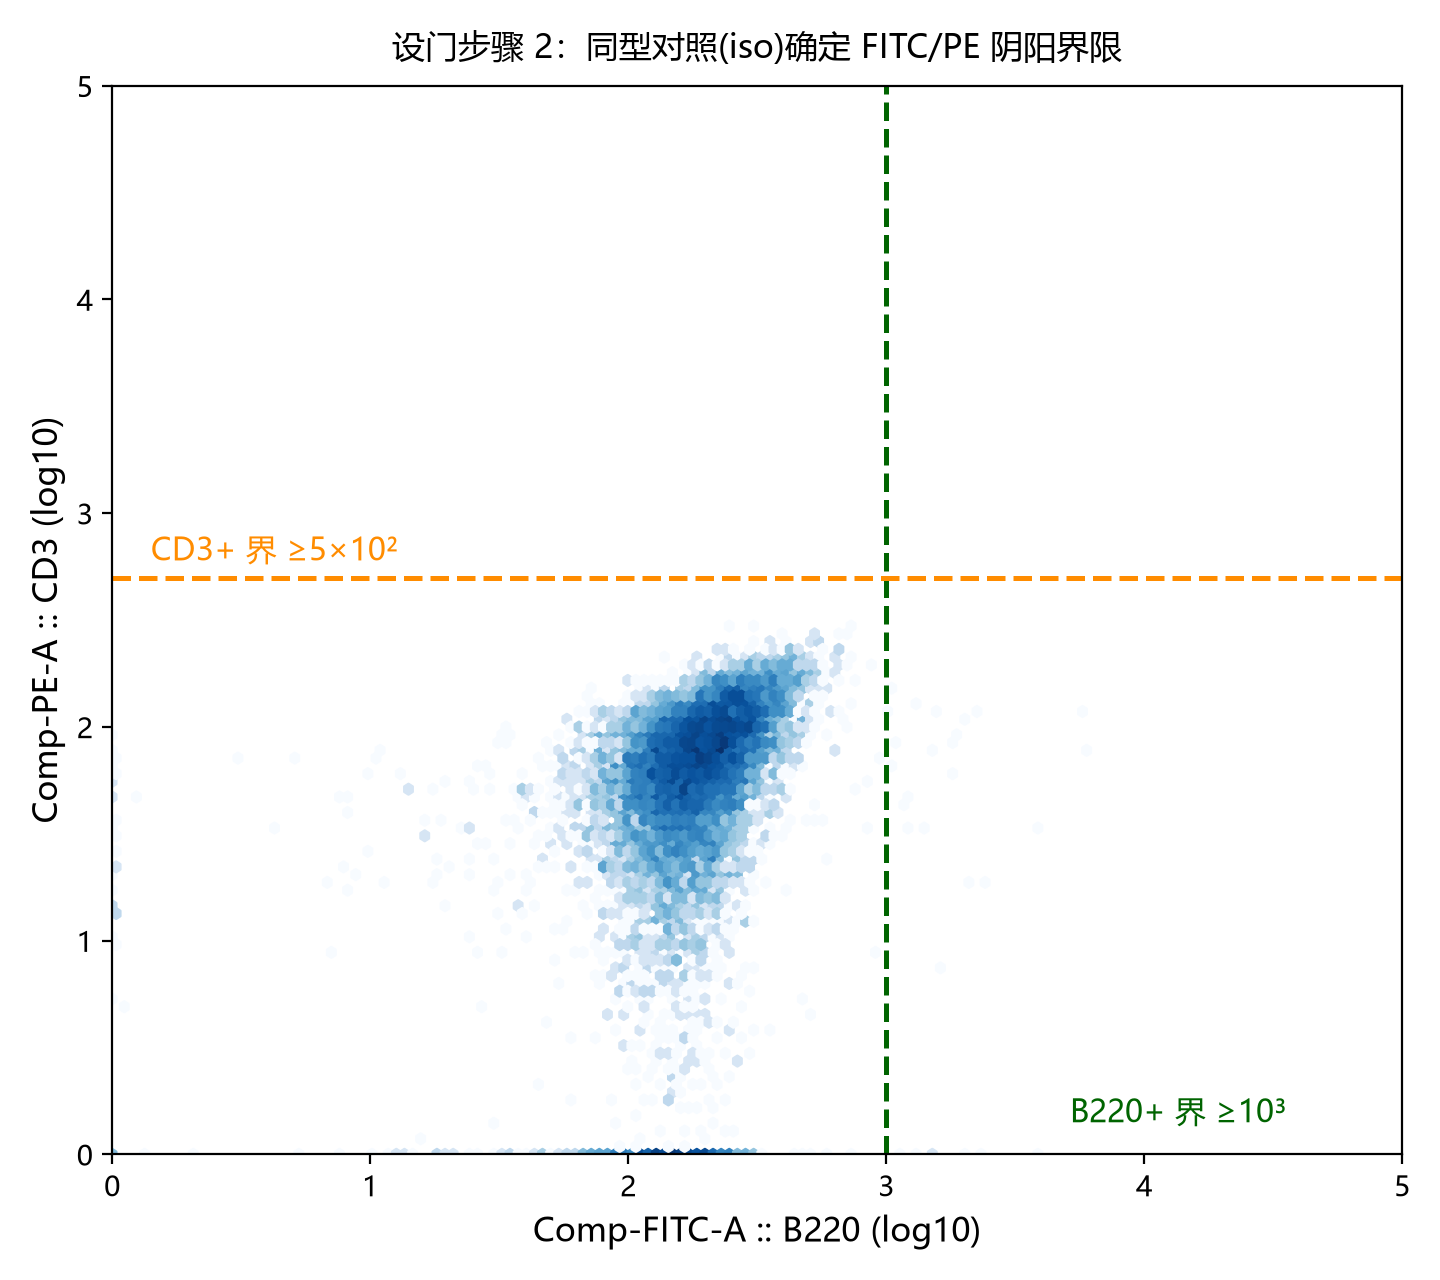 设门步骤 2：同型对照(iso)确定 FITC/PE 阴阳界限
5
4
3
2
1
0
Comp-PE-A :: CD3 (log10)
CD3+ 界 ≥5×10²
B220+ 界 ≥10³
0 1 2 3 4 5
Comp-FITC-A :: B220 (log10)